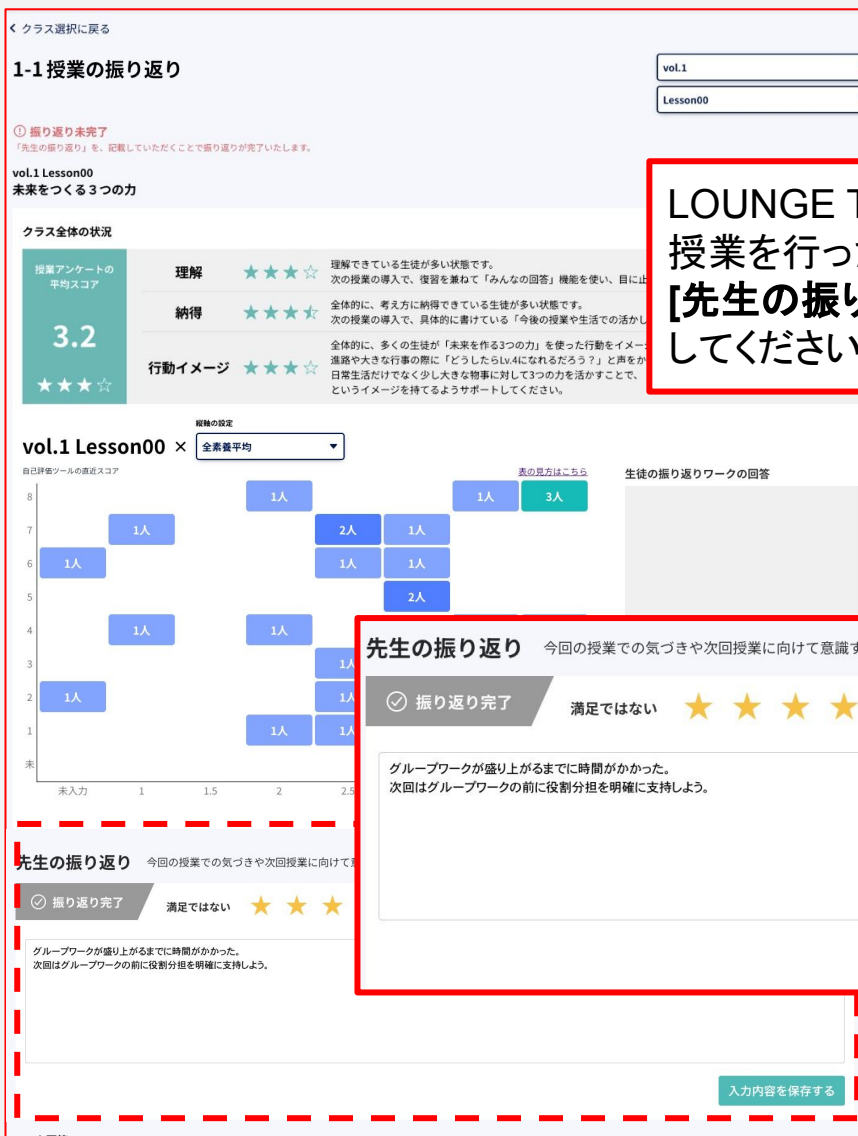 クラス選択に戻る
1-1 授業の振り返り
vol.1
Lesson00
振り返り未完了
「先生の振り返り」を、記載していただくことで振り返りが完了いたします。
vol.1 Lesson00
未来をつくる3つの力
LOUNGE
授業を行っ
[先生の振り
してください
クラス全体の状況
授業アンケートの
平均スコア
3.2
★★★☆
理解 ★★★☆
理解できている生徒が多い状態です。
次の授業の導入で、復習を兼ねて「みんなの回答」機能を使い、目に止
納得
全体的に、考え方に納得できている生徒が多い状態です。
次の授業の導入で、具体的に書けている「今後の授業や生活での活かし
行動イメージ ★★★☆
全体的に、多くの生徒が「未来を作る3つの力」を使った行動をイメー
進路や大きな行事の際に「どうしたらLv.4になれるだろう?」と声をか
日常生活だけでなく少し大きな物事に対して3つの力を活かすことで、
というイメージを持てるようサポートしてください。
縦軸の設定
vol.1 Lesson00 × 全素養平均
自己評価ツールの直近スコア
表の見方はこちら
生徒の振り返りワークの回答
8 1人 1人 3人
7 1人 2人 1人
6 1人 1人 1人
5 2人
4 1人 1人
3 1人
2 1人 1人
1 1人 1人
未
未入力 1 1.5 2 2.5
先生の振り返り 今回の授業での気づきや次回授業に向けて意識す
振り返り完了 満足ではない ★ ★ ★ ★
グループワークが盛り上がるまでに時間がかかった。
次回はグループワークの前に役割分担を明確に支持しよう。
先生の振り返り 今回の授業での気づきや次回授業に向けて
振り返り完了 満足ではない ★ ★ ★
グループワークが盛り上がるまでに時間がかかった。
次回はグループワークの前に役割分担を明確に支持しよう。
入力内容を保存する